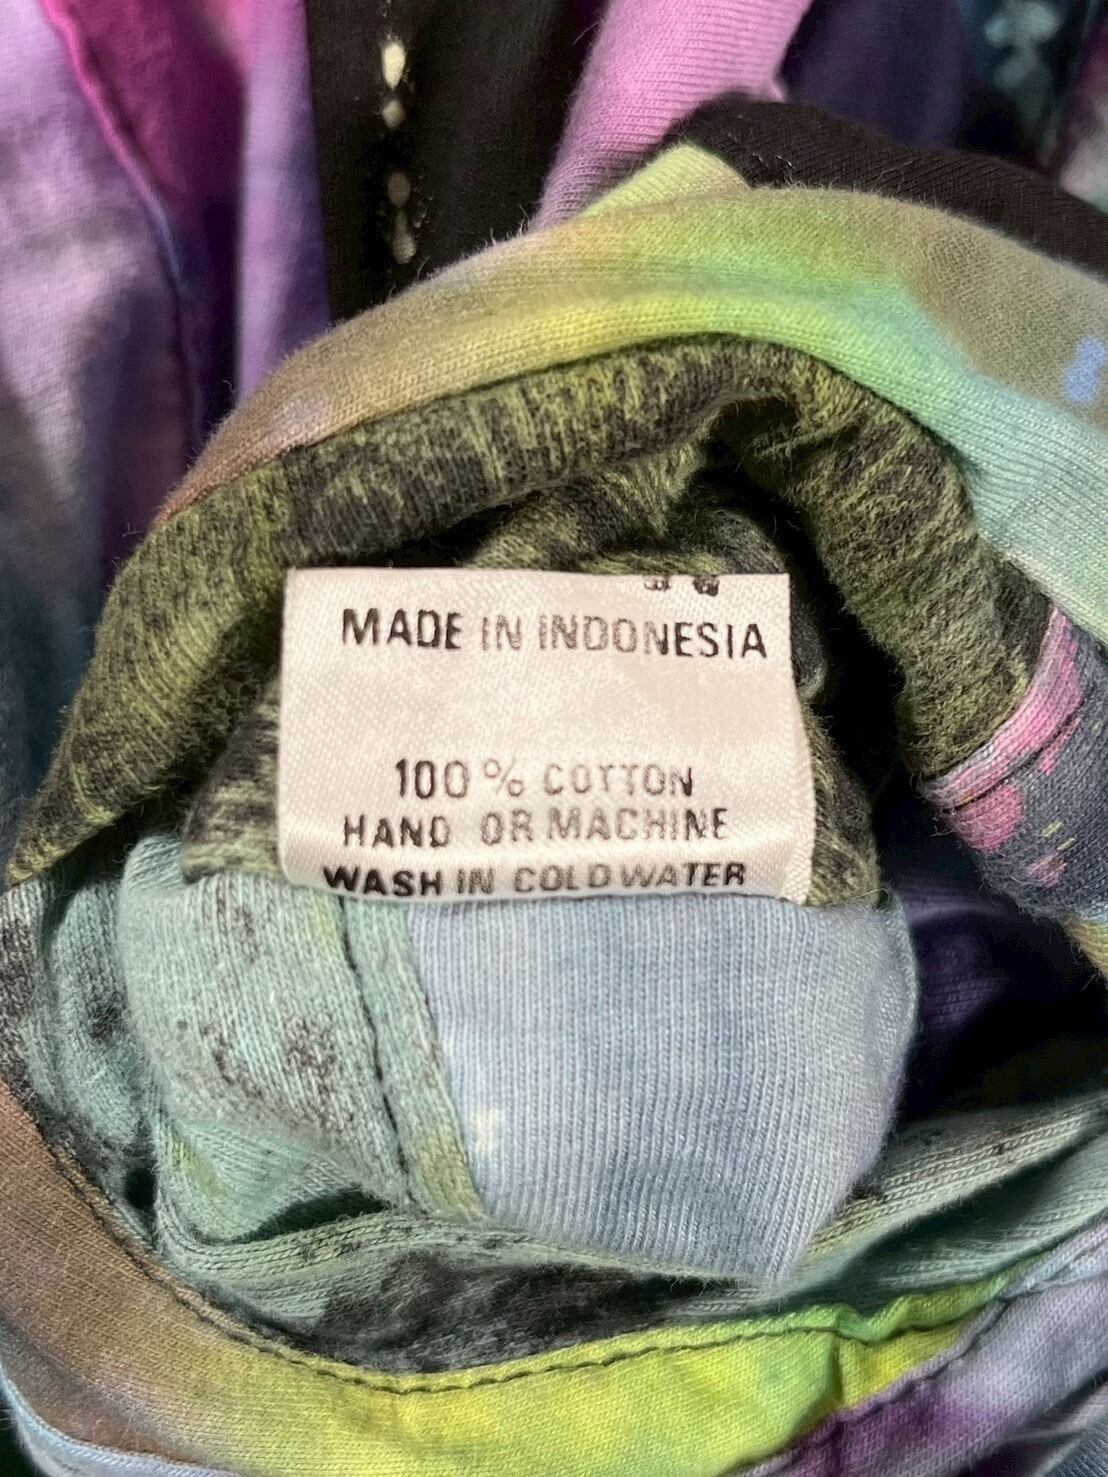 MADE IN INDONESIA
100 % COTTON
HAND OR MACHINE
WASH IN COLD WATER